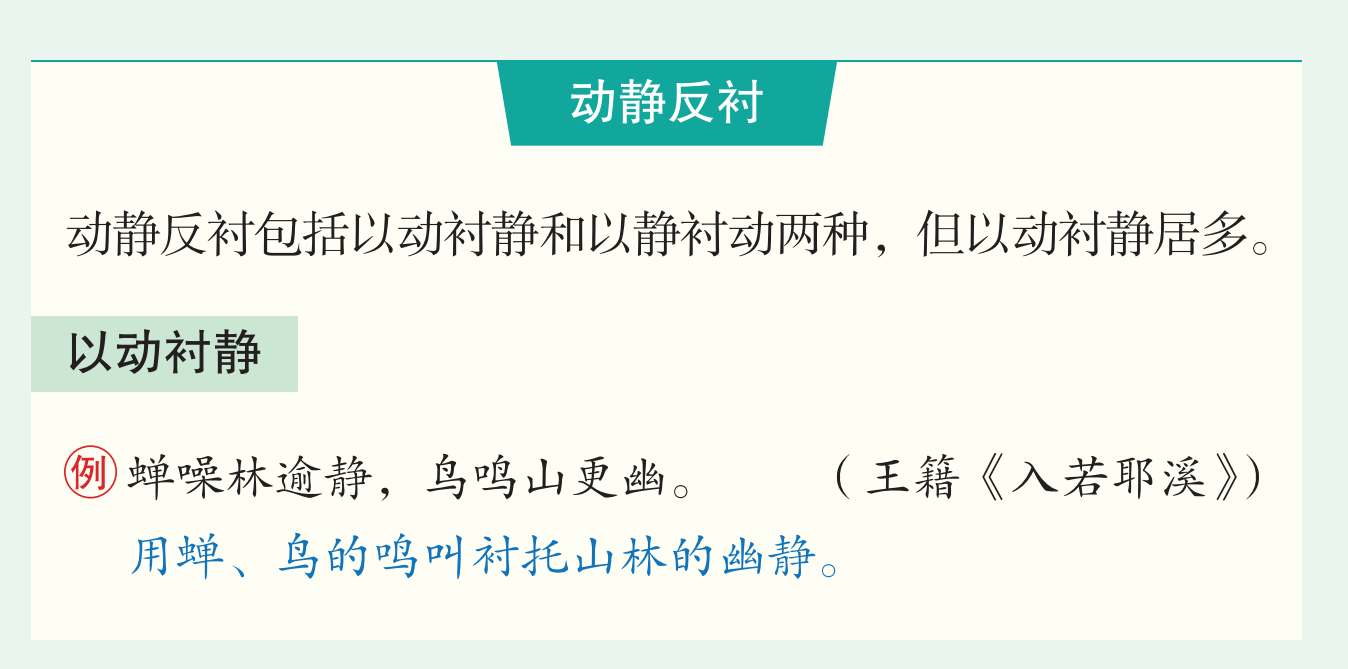 动静反衬
动静反衬包括以动衬静和以静衬动两种，但以动衬静居多。
以动衬静
例 蝉噪林逾静，鸟鸣山更幽。 （王籍《入若耶溪》）
用蝉、鸟的鸣叫衬托山林的幽静。